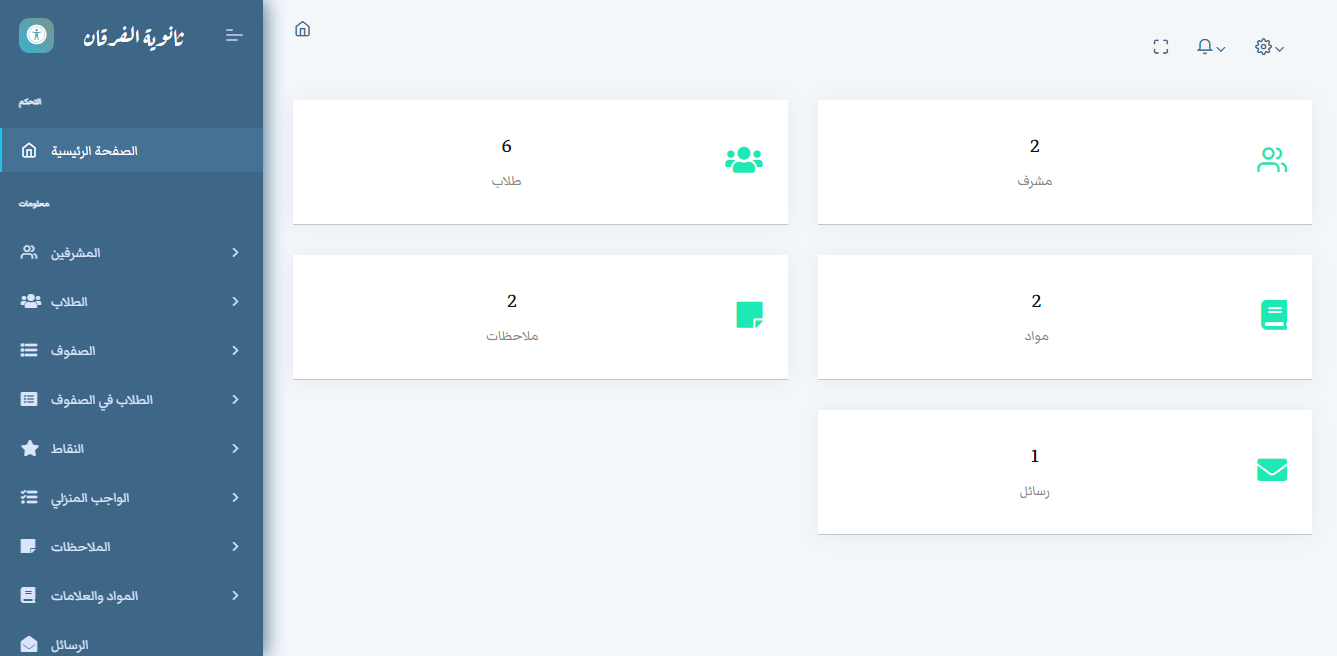 ثانوية الفرقان
التحكم
الصفحة الرئيسية
معلومات
المشرفين
الطلاب
الصفوف
الطلاب في الصفوف
النقاط
الواجب المنزلي
الملاحظات
المواد والعلامات
الرسائل
2
مشرف
6
طلاب
2
مواد
2
ملاحظات
1
رسائل